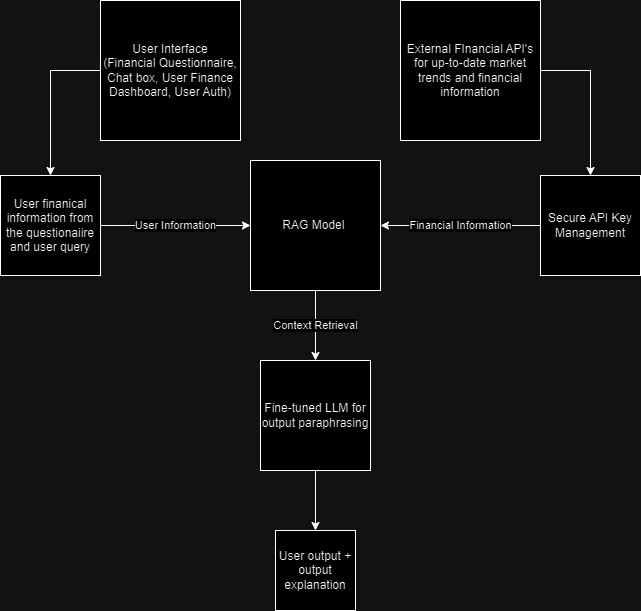 User Interface
(Financial Questionnaire,
Chat box, User Finance
Dashboard, User Auth)
External FInancial API's
for up-to-date market
trends and financial
information
User finanical
information from
the questionaiire
and user query
User Information
RAG Model
Financial Information
Secure API Key
Management
Context Retrieval
Fine-tuned LLM for
output paraphrasing
User output +
output
explanation